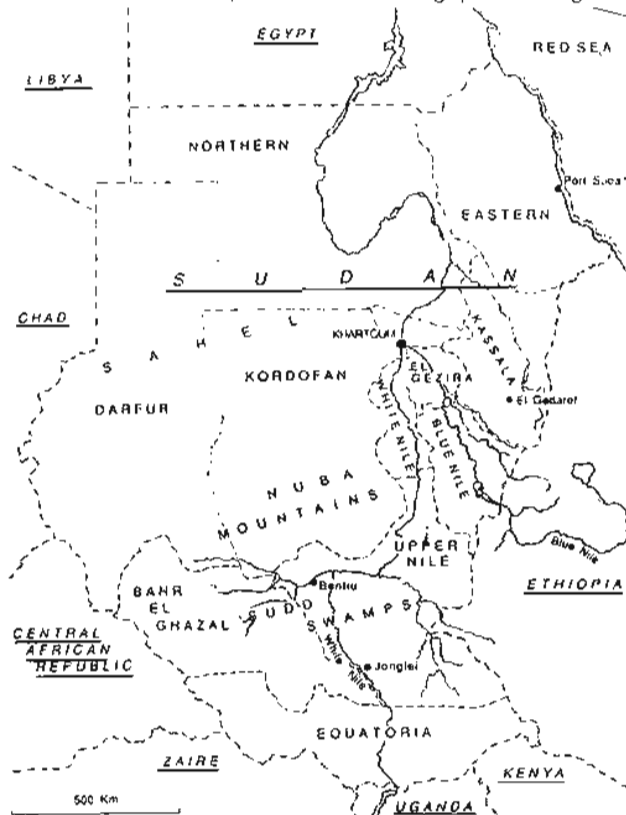 EGYPT
RED SEA
LIBYA
NORTHERN
EASTERN
SUDAN
CHAD
SAHEL
KHARTOUM
KASSALA
EL
GEZIRA
KORDOFAN
DARFUR
El Gedaref
WHITE NILE
BLUE NILE
NUBA
MOUNTAINS
UPPER
NILE
Blue Nile
ETHIOPIA
BAHR
EL
GHAZAL
Bentiu
SUDD
SWAMPS
CENTRAL
AFRICAN
REPUBLIC
White Nile
Jonglei
EQUATORIA
ZAIRE
KENYA
500 Km
UGANDA